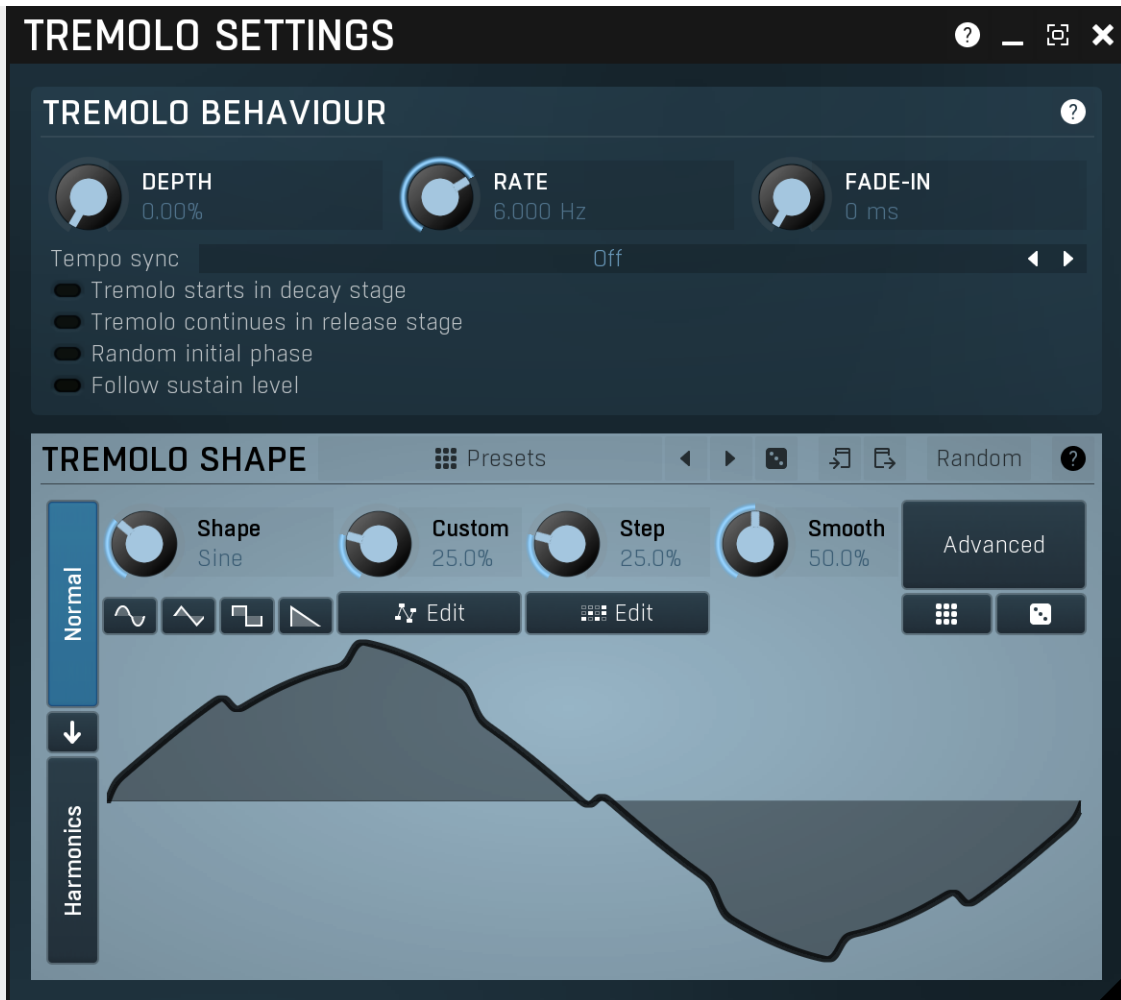 TREMOLO SETTINGS
?
TREMOLO BEHAVIOUR
?
DEPTH
0.00%
RATE
6.000 Hz
FADE-IN
0 ms
Tempo sync
Off
Tremolo starts in decay stage
Tremolo continues in release stage
Random initial phase
Follow sustain level
TREMOLO SHAPE
Presets
Random
?
Normal
Harmonics
Shape
Sine
Custom
25.0%
Step
25.0%
Smooth
50.0%
Advanced
Edit
Edit